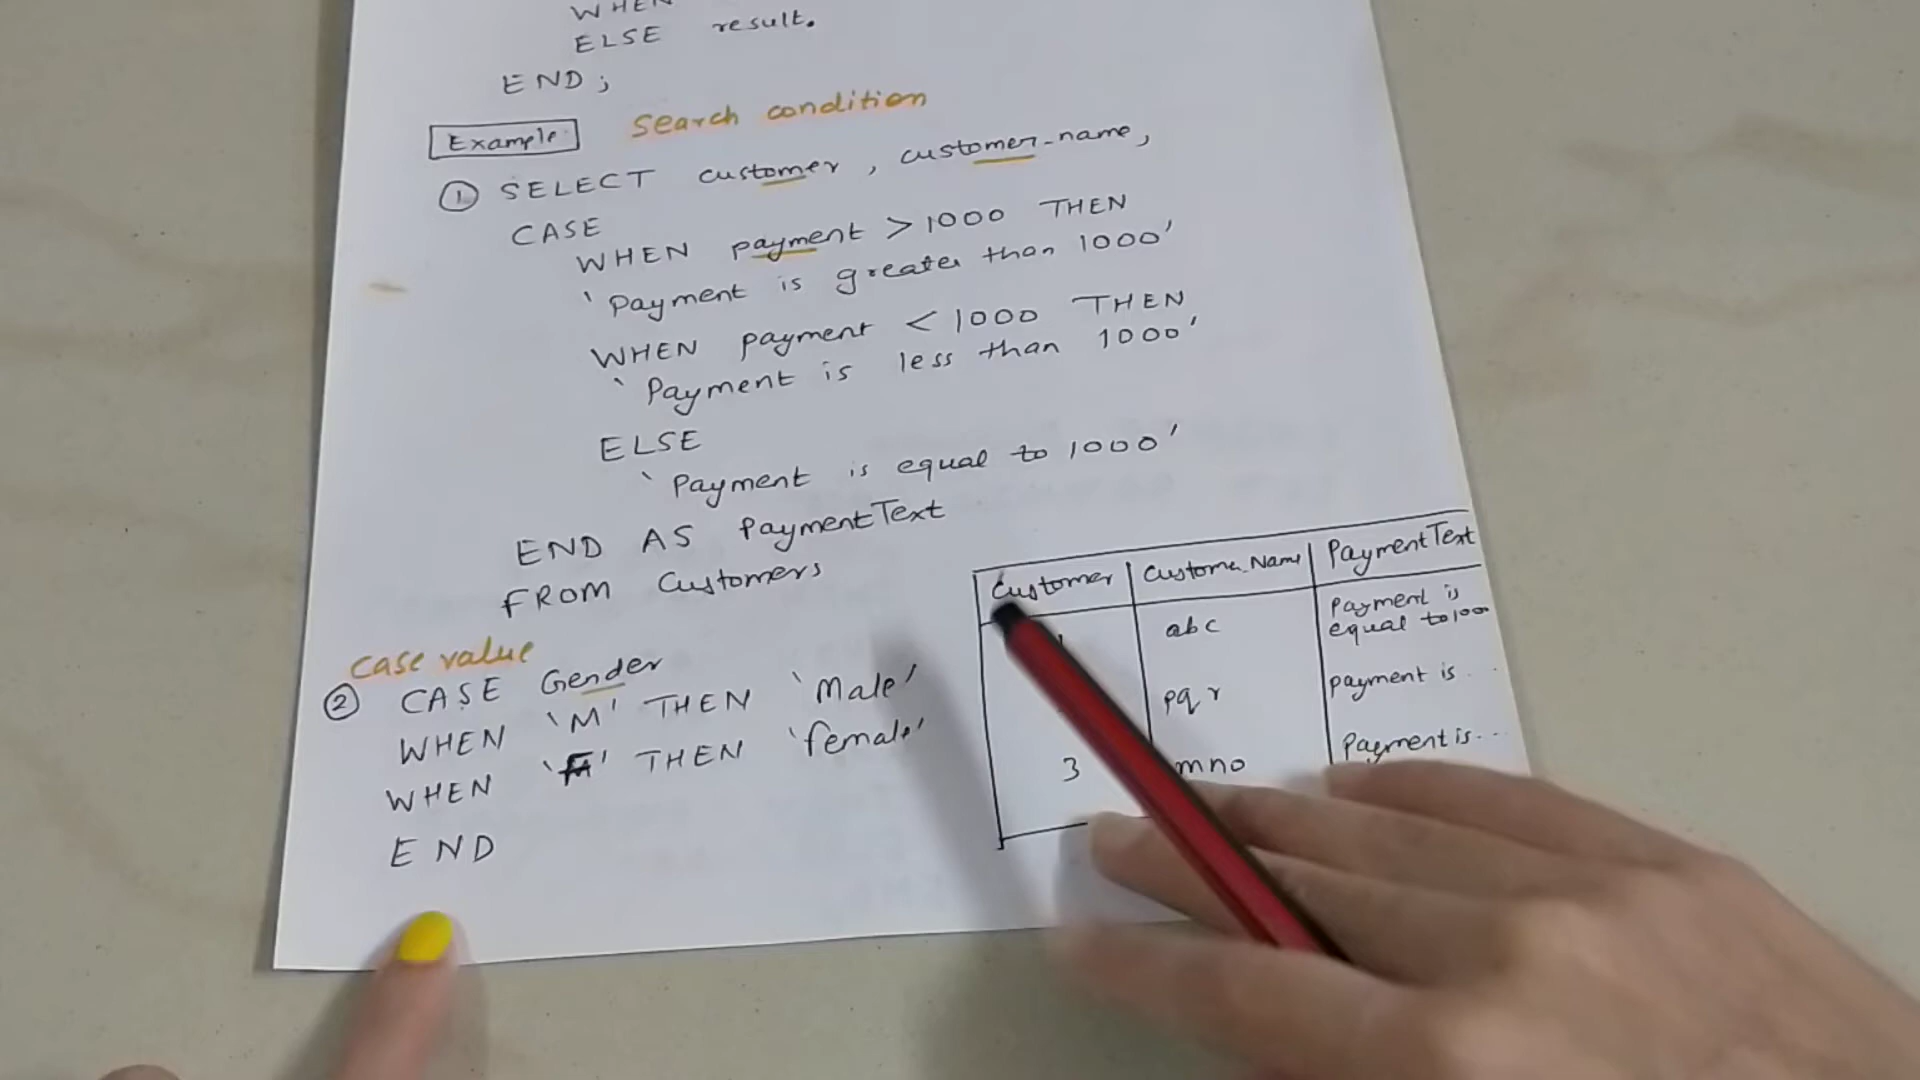 WHEN
ELSE result.
END;
Example
Search condition
① SELECT customer, customer_name,
CASE
WHEN payment > 1000 THEN
'Payment is greater than 1000'
WHEN payment < 1000 THEN
'Payment is less than 1000'
ELSE
'Payment is equal to 1000'
END AS PaymentText
FROM Customers
Case value
② CASE Gender
WHEN 'M' THEN 'Male'
WHEN 'F' THEN 'female'
END
Customer | Custome_Name | PaymentText
abc | Payment is
equal to 1000
pqr | payment is ..
3 | mno | Payment is...